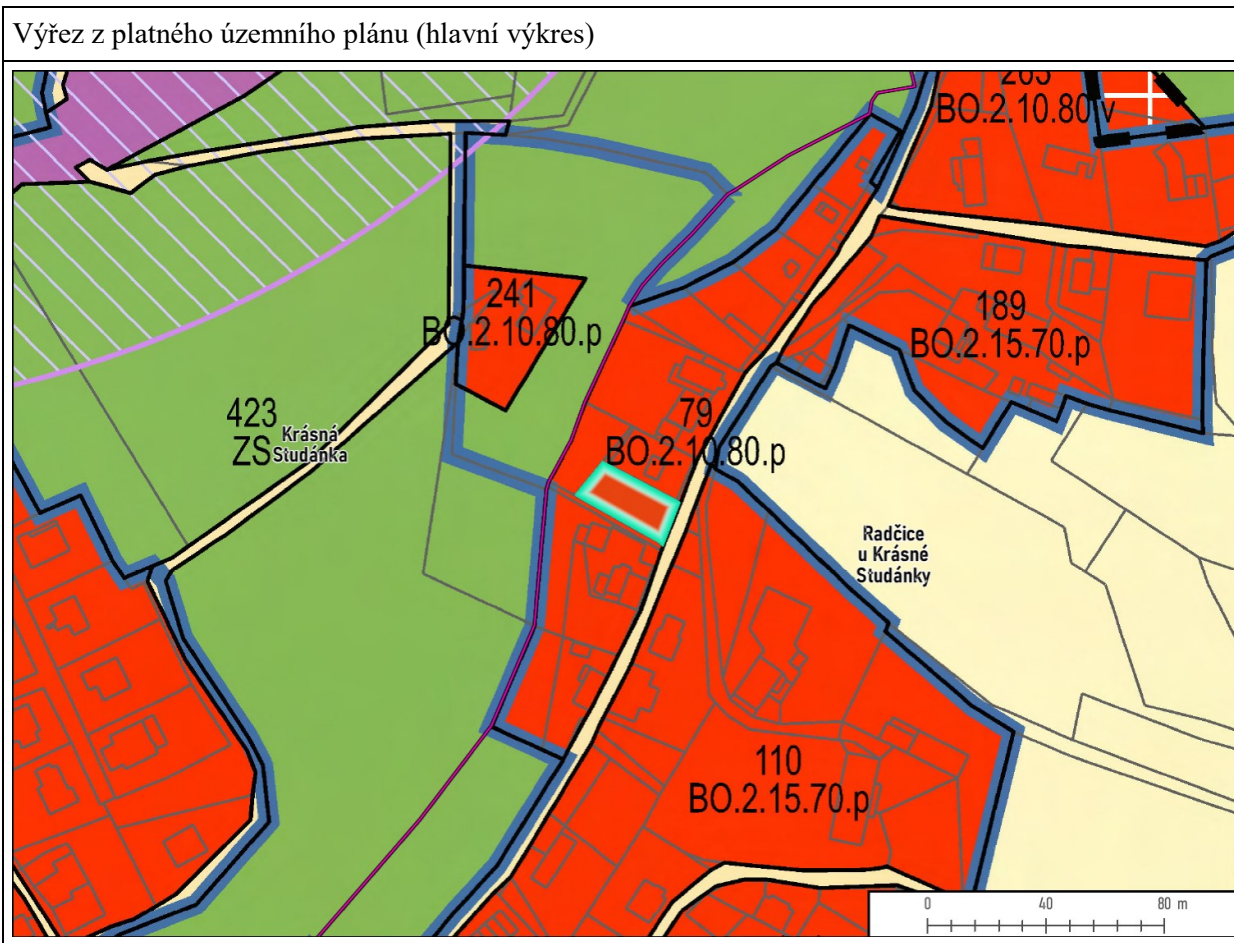 Výřez z platného územního plánu (hlavní výkres)
263
BO.2.10.80.v
241
BO.2.10.80.p
189
BO.2.15.70.p
423
ZS
Krásná
Studánka
79
BO.2.10.80.p
Radčice
u Krásné
Studánky
110
BO.2.15.70.p
0 40 80 m